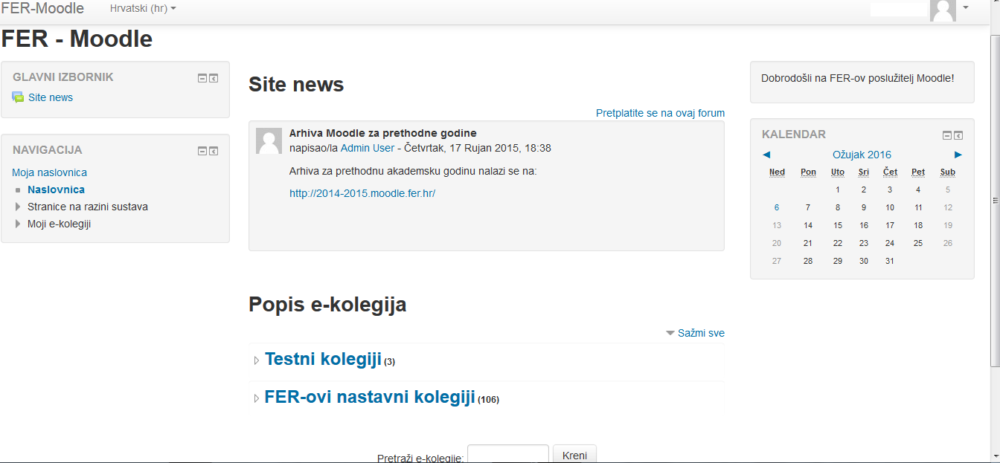 FER-Moodle
Hrvatski (hr)
FER - Moodle
GLAVNI IZBORNIK
Site news
NAVIGACIJA
Moja naslovnica
Naslovnica
Stranice na razini sustava
Moji e-kolegiji
Site news
Pretplatite se na ovaj forum
Arhiva Moodle za prethodne godine
napisao/la Admin User - Četvrtak, 17 Rujan 2015, 18:38
Arhiva za prethodnu akademsku godinu nalazi se na:
http://2014-2015.moodle.fer.hr/
Popis e-kolegija
Sažmi sve
Testni kolegiji (3)
FER-ovi nastavni kolegiji (106)
Pretraži e-kolegije:
Kreni
Dobrodošli na FER-ov poslužitelj Moodle!
KALENDAR
Ožujak 2016
Ned Pon Uto Sri Čet Pet Sub
1 2 3 4 5
6 7 8 9 10 11 12
13 14 15 16 17 18 19
20 21 22 23 24 25 26
27 28 29 30 31